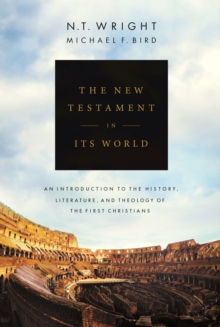 N.T. WRIGHT
MICHAEL F. BIRD
THE NEW
TESTAMENT
IN
ITS WORLD
AN INTRODUCTION TO THE HISTORY,
LITERATURE, AND THEOLOGY OF
THE FIRST CHRISTIANS